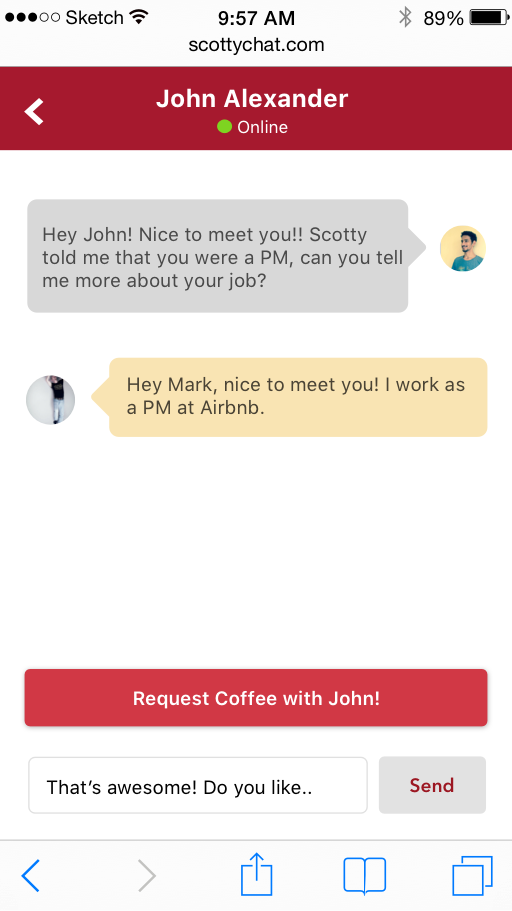 Sketch 9:57 AM 89%
scottychat.com
John Alexander
Online
Hey John! Nice to meet you!! Scotty
told me that you were a PM, can you tell
me more about your job?
Hey Mark, nice to meet you! I work as
a PM at Airbnb.
Request Coffee with John!
That’s awesome! Do you like..
Send